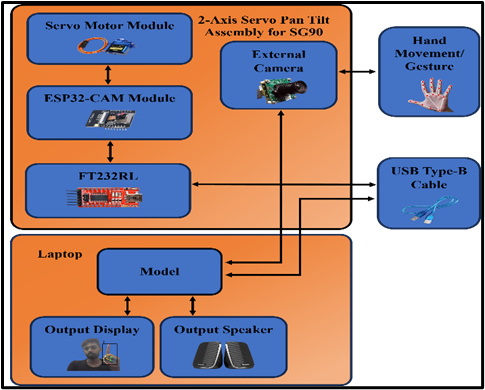 Servo Motor Module
2-Axis Servo Pan Tilt
Assembly for SG90
External
Camera
Hand
Movement/
Gesture
ESP32-CAM Module
FT232RL
USB Type-B
Cable
Laptop
Model
Output Display
Output Speaker